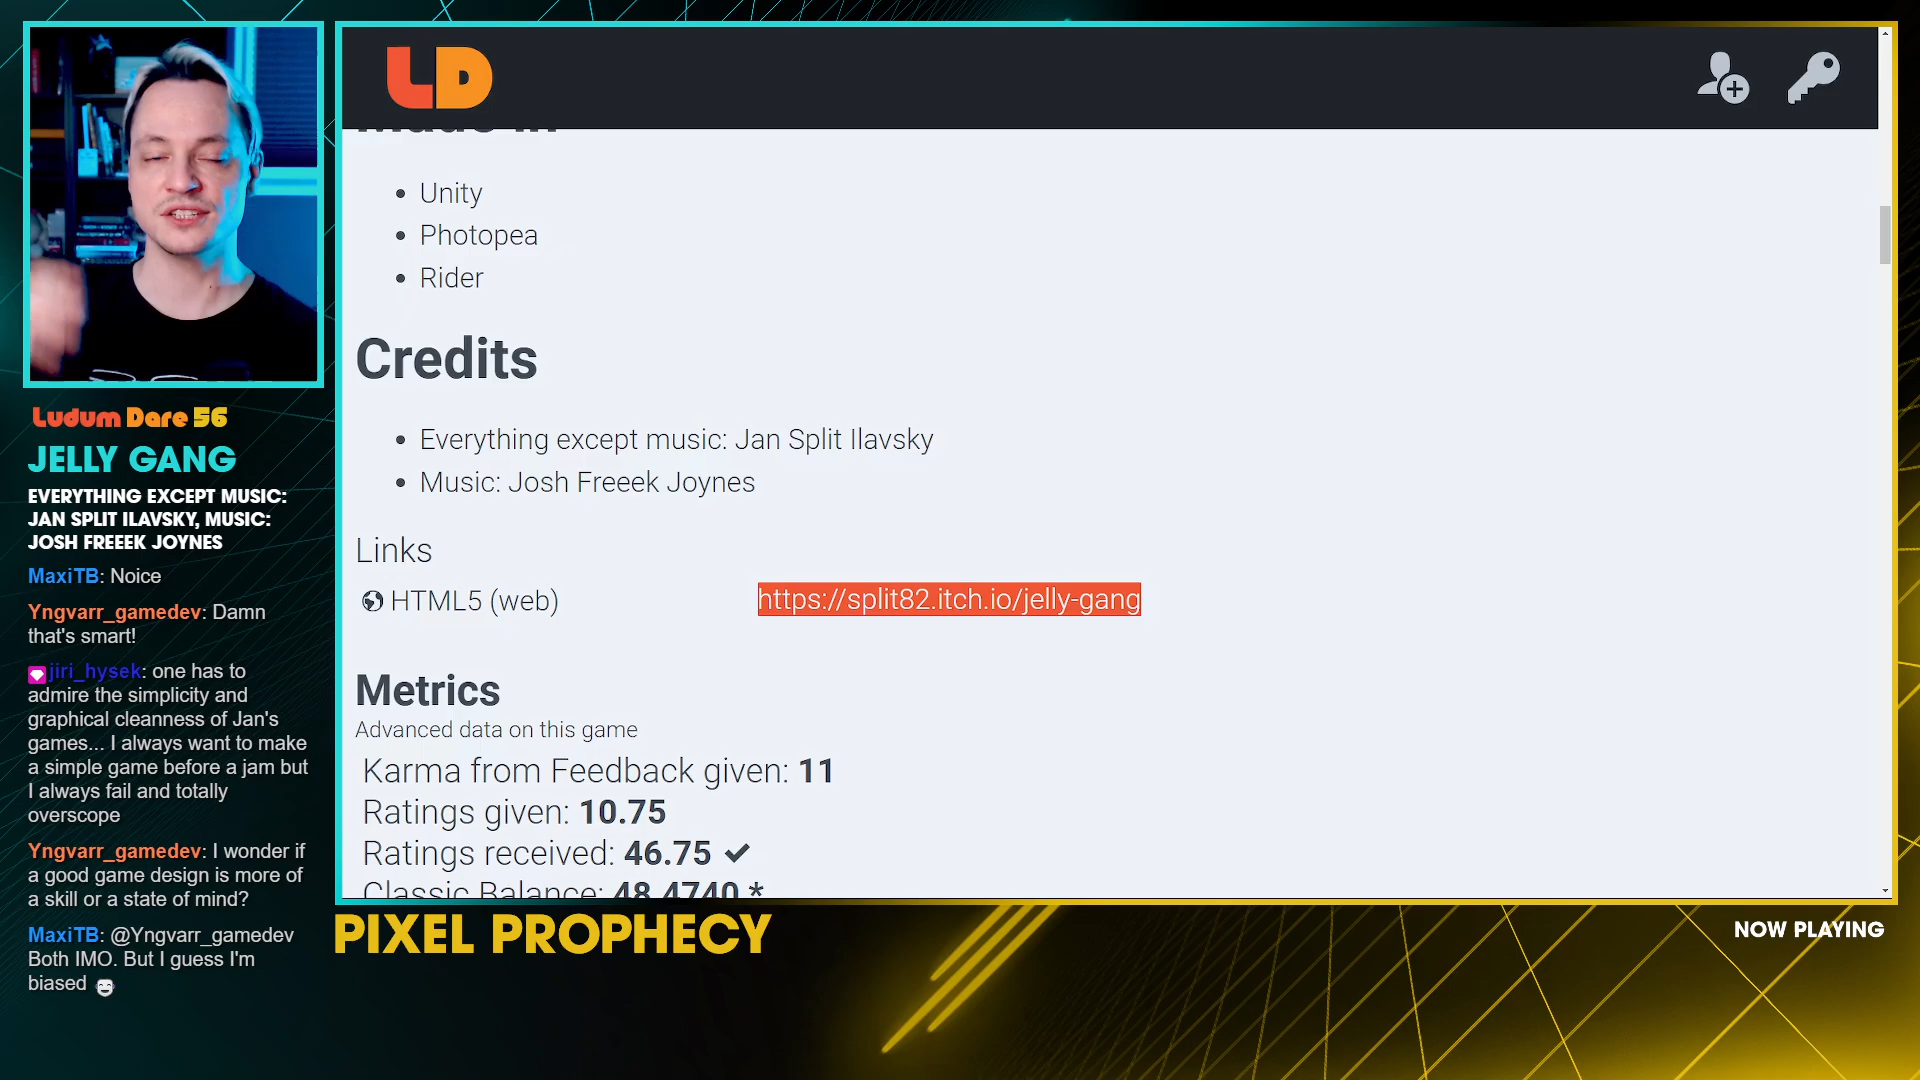 LD
Made in
• Unity
• Photopea
• Rider
Credits
• Everything except music: Jan Split Ilavsky
• Music: Josh Freeek Joynes
Links
HTML5 (web)
https://split82.itch.io/jelly-gang
Metrics
Advanced data on this game
Karma from Feedback given: 11
Ratings given: 10.75
Ratings received: 46.75 ✓
Classic Balance: 48.4740 *
Ludum Dare 56
JELLY GANG
EVERYTHING EXCEPT MUSIC:
JAN SPLIT ILAVSKY, MUSIC:
JOSH FREEEK JOYNES
MaxiTB: Noice
Yngvarr_gamedev: Damn
that's smart!
jiri_hysek: one has to
admire the simplicity and
graphical cleanness of Jan's
games... I always want to make
a simple game before a jam but
I always fail and totally
overscope
Yngvarr_gamedev: I wonder if
a good game design is more of
a skill or a state of mind?
MaxiTB: @Yngvarr_gamedev
Both IMO. But I guess I'm
biased
PIXEL PROPHECY
NOW PLAYING